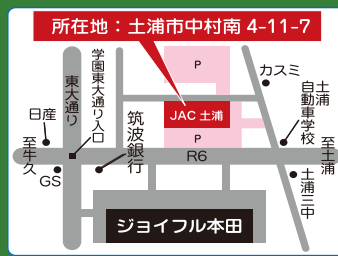 所在地：土浦市中村南 4-11-7
P
カスミ
学園東大通り入口
東大通り
土浦
自動車学校
日産
JAC 土浦
筑波銀行
P
至牛久
R6
至土浦
GS
土浦三中
ジョイフル本田